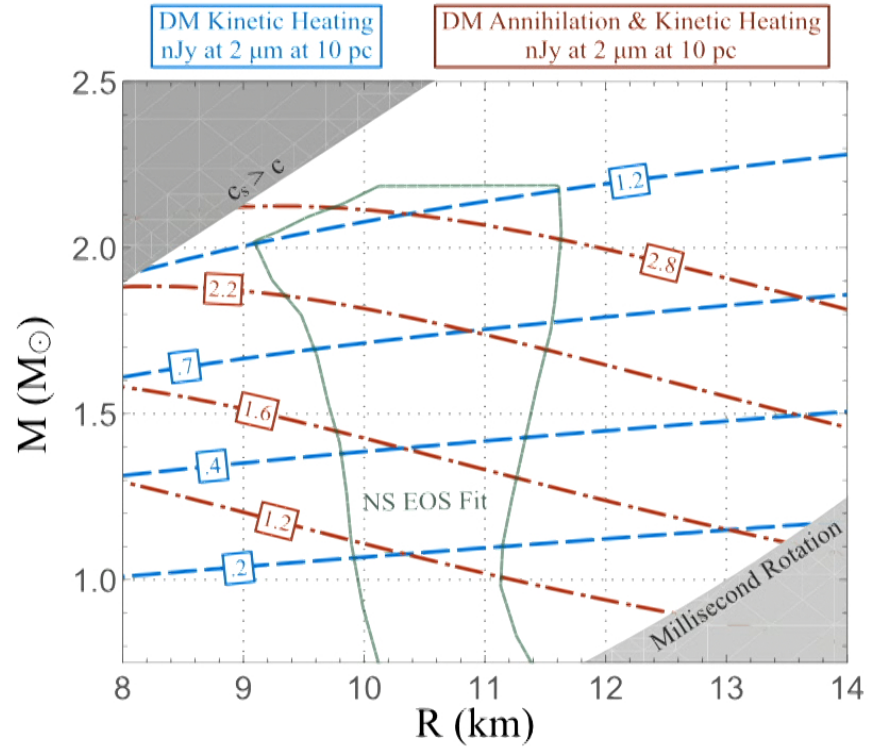 DM Kinetic Heating
nJy at 2 μm at 10 pc
DM Annihilation & Kinetic Heating
nJy at 2 μm at 10 pc
2.5
2.0
1.5
1.0
M (M☉)
c_s > c
1.2
2.8
2.2
.7
1.6
.4
NS EOS Fit
1.2
.2
Millisecond Rotation
8 9 10 11 12 13 14
R (km)